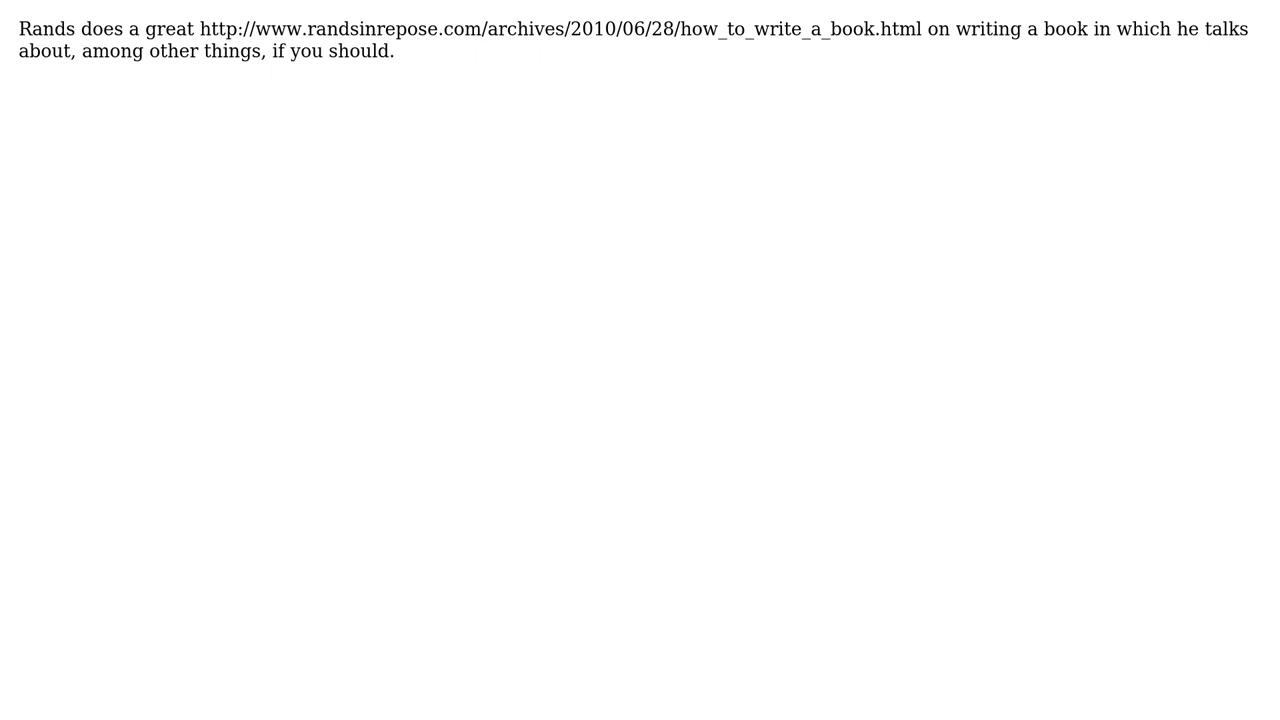 Rands does a great http://www.randsinrepose.com/archives/2010/06/28/how_to_write_a_book.html on writing a book in which he talks
about, among other things, if you should.